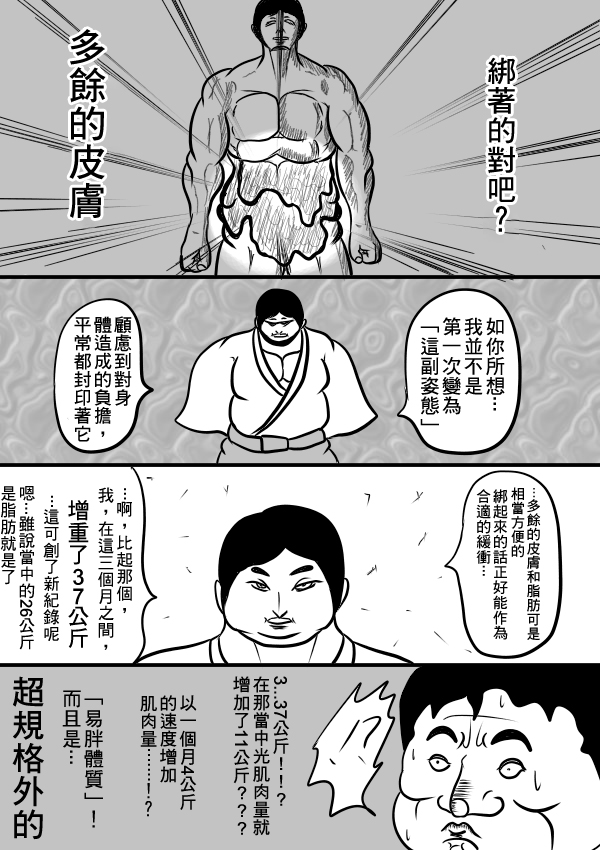 綁著的對吧？
多餘的皮膚
如你所想…
我並不是
第一次變為
「這副姿態」
顧慮到對身
體造成的負擔，
平常都封印著它
…多餘的皮膚和脂肪可是
相當方便的
綁起來的話正好能作為
合適的緩衝…
…啊，比起那個，
我，在這三個月之間，
增重了37公斤
…這可創了新紀錄呢
嗯…雖說當中的26公斤
是脂肪就是了
！？
3…37公斤！！？
在那當中光肌肉量就
增加了11公斤？？？
以一個月4公斤
的速度增加
肌肉量……！？
「易胖體質」！
而且是…
超規格外的